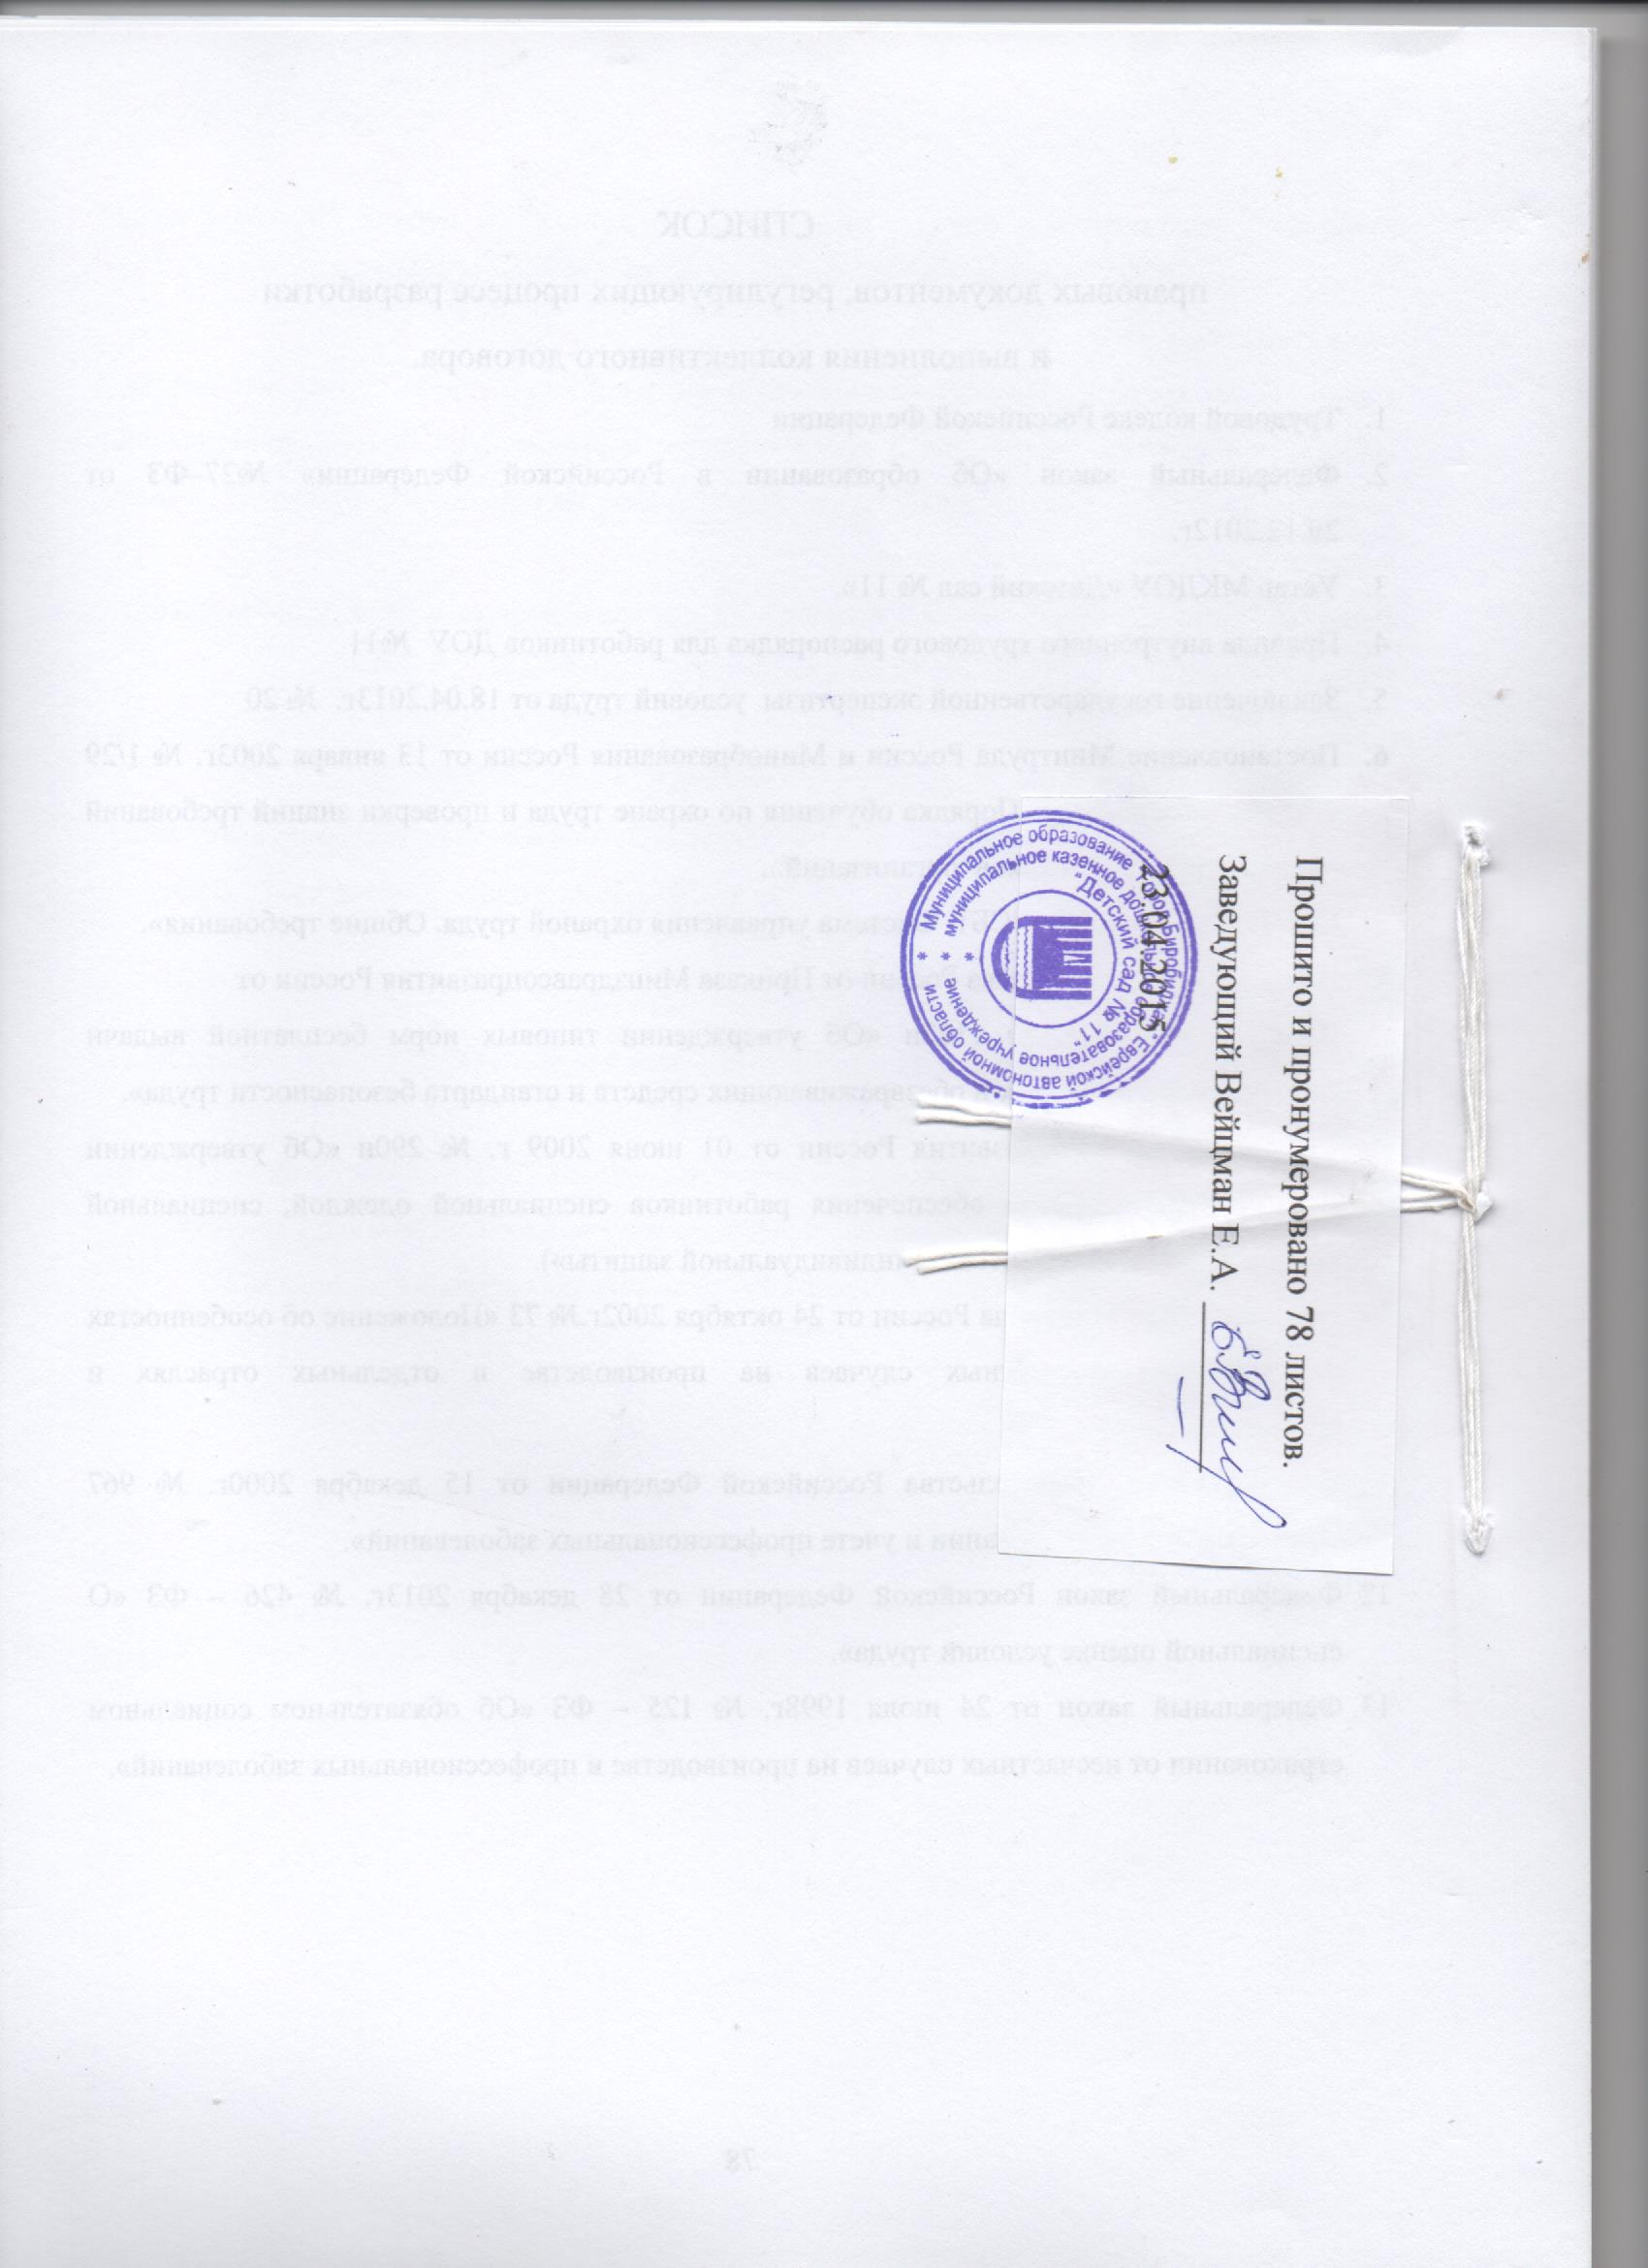 Прошито и пронумеровано 78 листов.
Заведующий Вейцман Е.А.
23.04.2015
* Муниципальное образование "Город Биробиджан" Еврейской автономной области
* муниципальное казенное дошкольное образовательное учреждение *
"Детский сад № 11"
СПИСОК
правовых документов, регулирующих процесс разработки
и выполнения коллективного договора.
1. Трудовой кодекс Российской Федерации
2. Федеральный закон «Об образовании в Российской Федерации» №27–ФЗ от
2012г.
3. Устав МКДОУ «Детский сад № 11».
4. Правила внутреннего трудового распорядка для работников ДОУ №11
5. Заключение государственной экспертизы условий труда от 18.04.2013г. № 20
6. Постановление Минтруда России и Минобразования России от 13 января 2003г. № 1/29
Порядка обучения по охране труда и проверки знаний требований
управления охраной труда. Общие требования».
Приказа Минздравсоцразвития России от
«Об утверждении типовых норм бесплатной выдачи
обезвреживающих средств и стандарта безопасности труда».
России от 01 июня 2009 г. № 290н «Об утверждении
обеспечения работников специальной одеждой, специальной
индивидуальной защиты»).
России от 24 октября 2002г. № 73 «Положение об особенностях
случаев на производстве в отдельных отраслях и
Российской Федерации от 15 декабря 2000г. № 967
и учете профессиональных заболеваний».
12. Федеральный закон Российской Федерации от 28 декабря 2013г. № 426 – ФЗ «О
специальной оценке условий труда».
13. Федеральный закон от 24 июля 1998г. № 125 – ФЗ «Об обязательном социальном
страховании от несчастных случаев на производстве и профессиональных заболеваний».
78